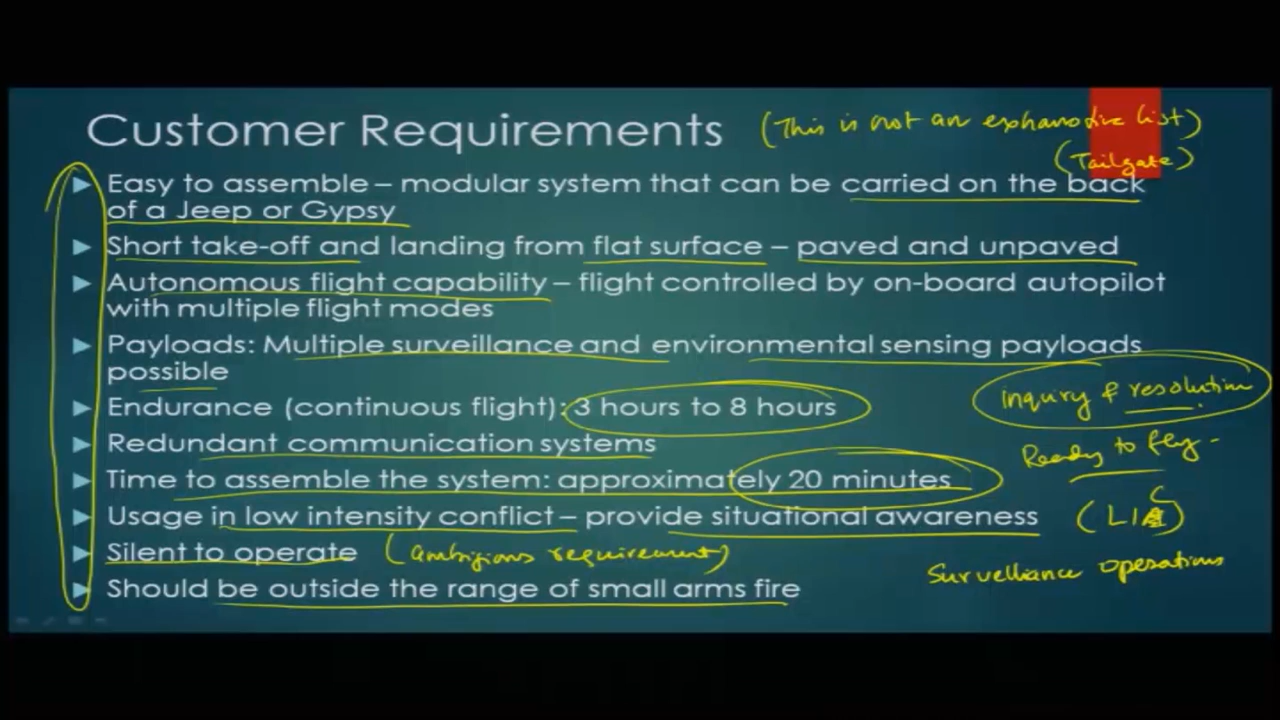 Customer Requirements (This is not an exhaustive list)
(Tailgate)
Easy to assemble – modular system that can be carried on the back
of a Jeep or Gypsy
Short take-off and landing from flat surface – paved and unpaved
Autonomous flight capability – flight controlled by on-board autopilot
with multiple flight modes
Payloads: Multiple surveillance and environmental sensing payloads
possible
inquiry & resolution
Endurance (continuous flight): 3 hours to 8 hours
Redundant communication systems
Ready to fly -
Time to assemble the system: approximately 20 minutes
Usage in low intensity conflict – provide situational awareness (LIC)
Silent to operate (ambigious requirement)
Survelliance operations
Should be outside the range of small arms fire